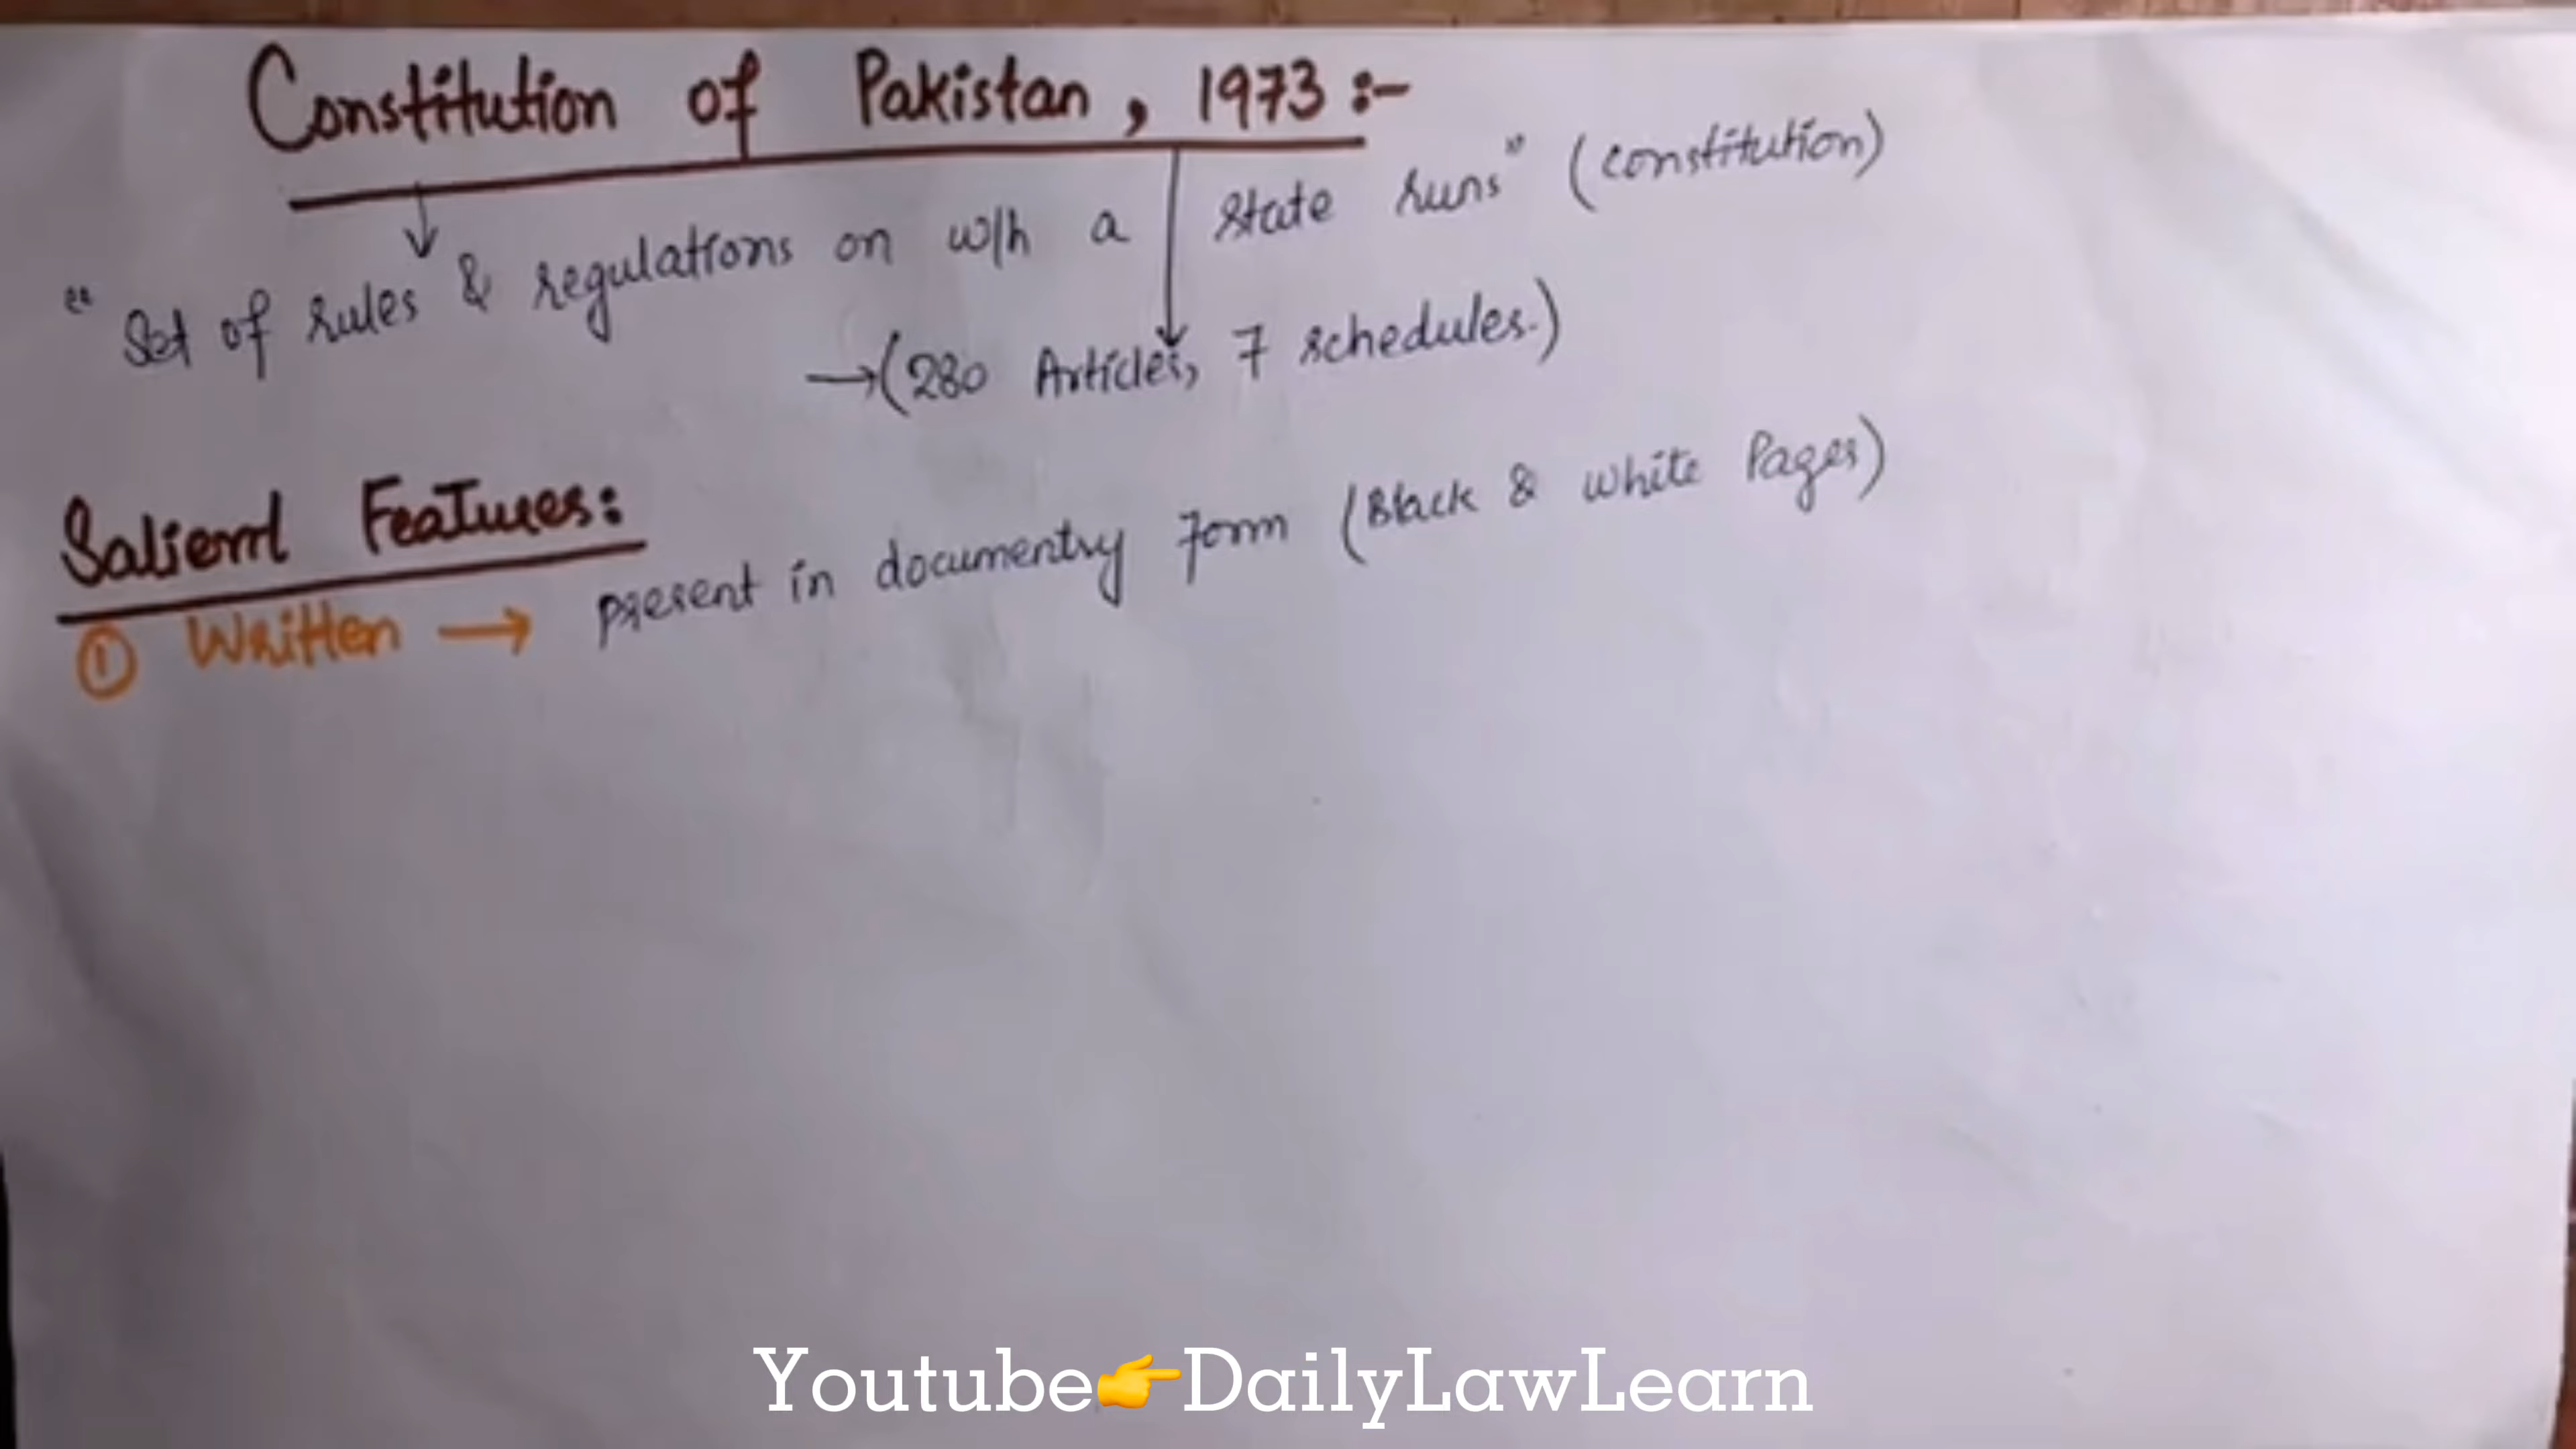 Constitution of Pakistan, 1973 :-
"Set of rules & regulations on w/h a state runs" (constitution)
→(280 Articles, 7 schedules.)
Salient Features:
① Written → present in documentry form (Black & white Pages)
Youtube👉DailyLawLearn